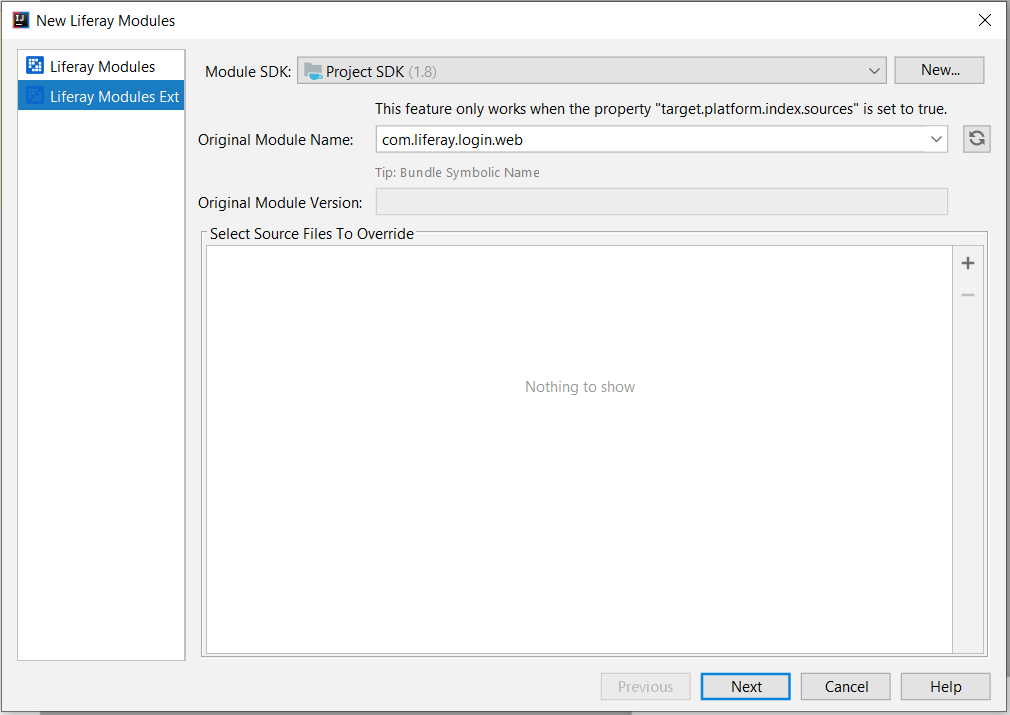 New Liferay Modules
Liferay Modules
Liferay Modules Ext
Module SDK: Project SDK (1.8) New...
This feature only works when the property "target.platform.index.sources" is set to true.
Original Module Name: com.liferay.login.web
Tip: Bundle Symbolic Name
Original Module Version:
Select Source Files To Override
Nothing to show
Previous Next Cancel Help